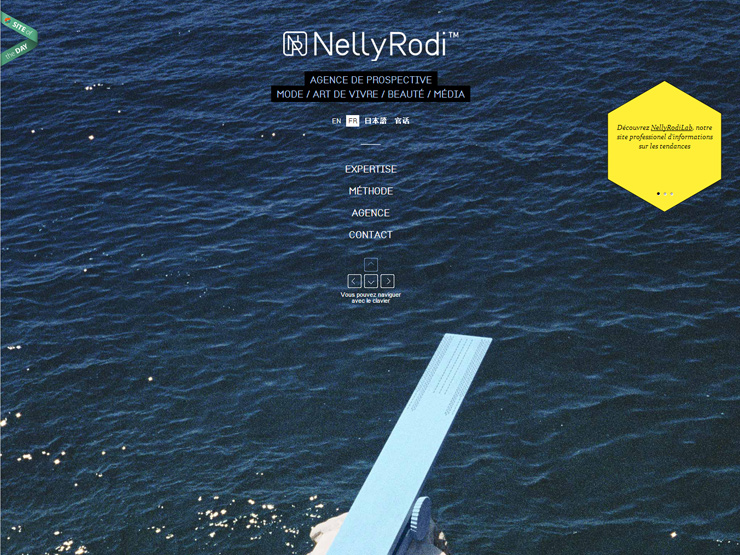 SITE of
the DAY
NellyRodi™
AGENCE DE PROSPECTIVE
MODE / ART DE VIVRE / BEAUTÉ / MÉDIA
EN FR 日本語 官话
Découvrez NellyRodiLab, notre
site professionel d'informations
sur les tendances
EXPERTISE
MÉTHODE
AGENCE
CONTACT
Vous pouvez naviguer
avec le clavier